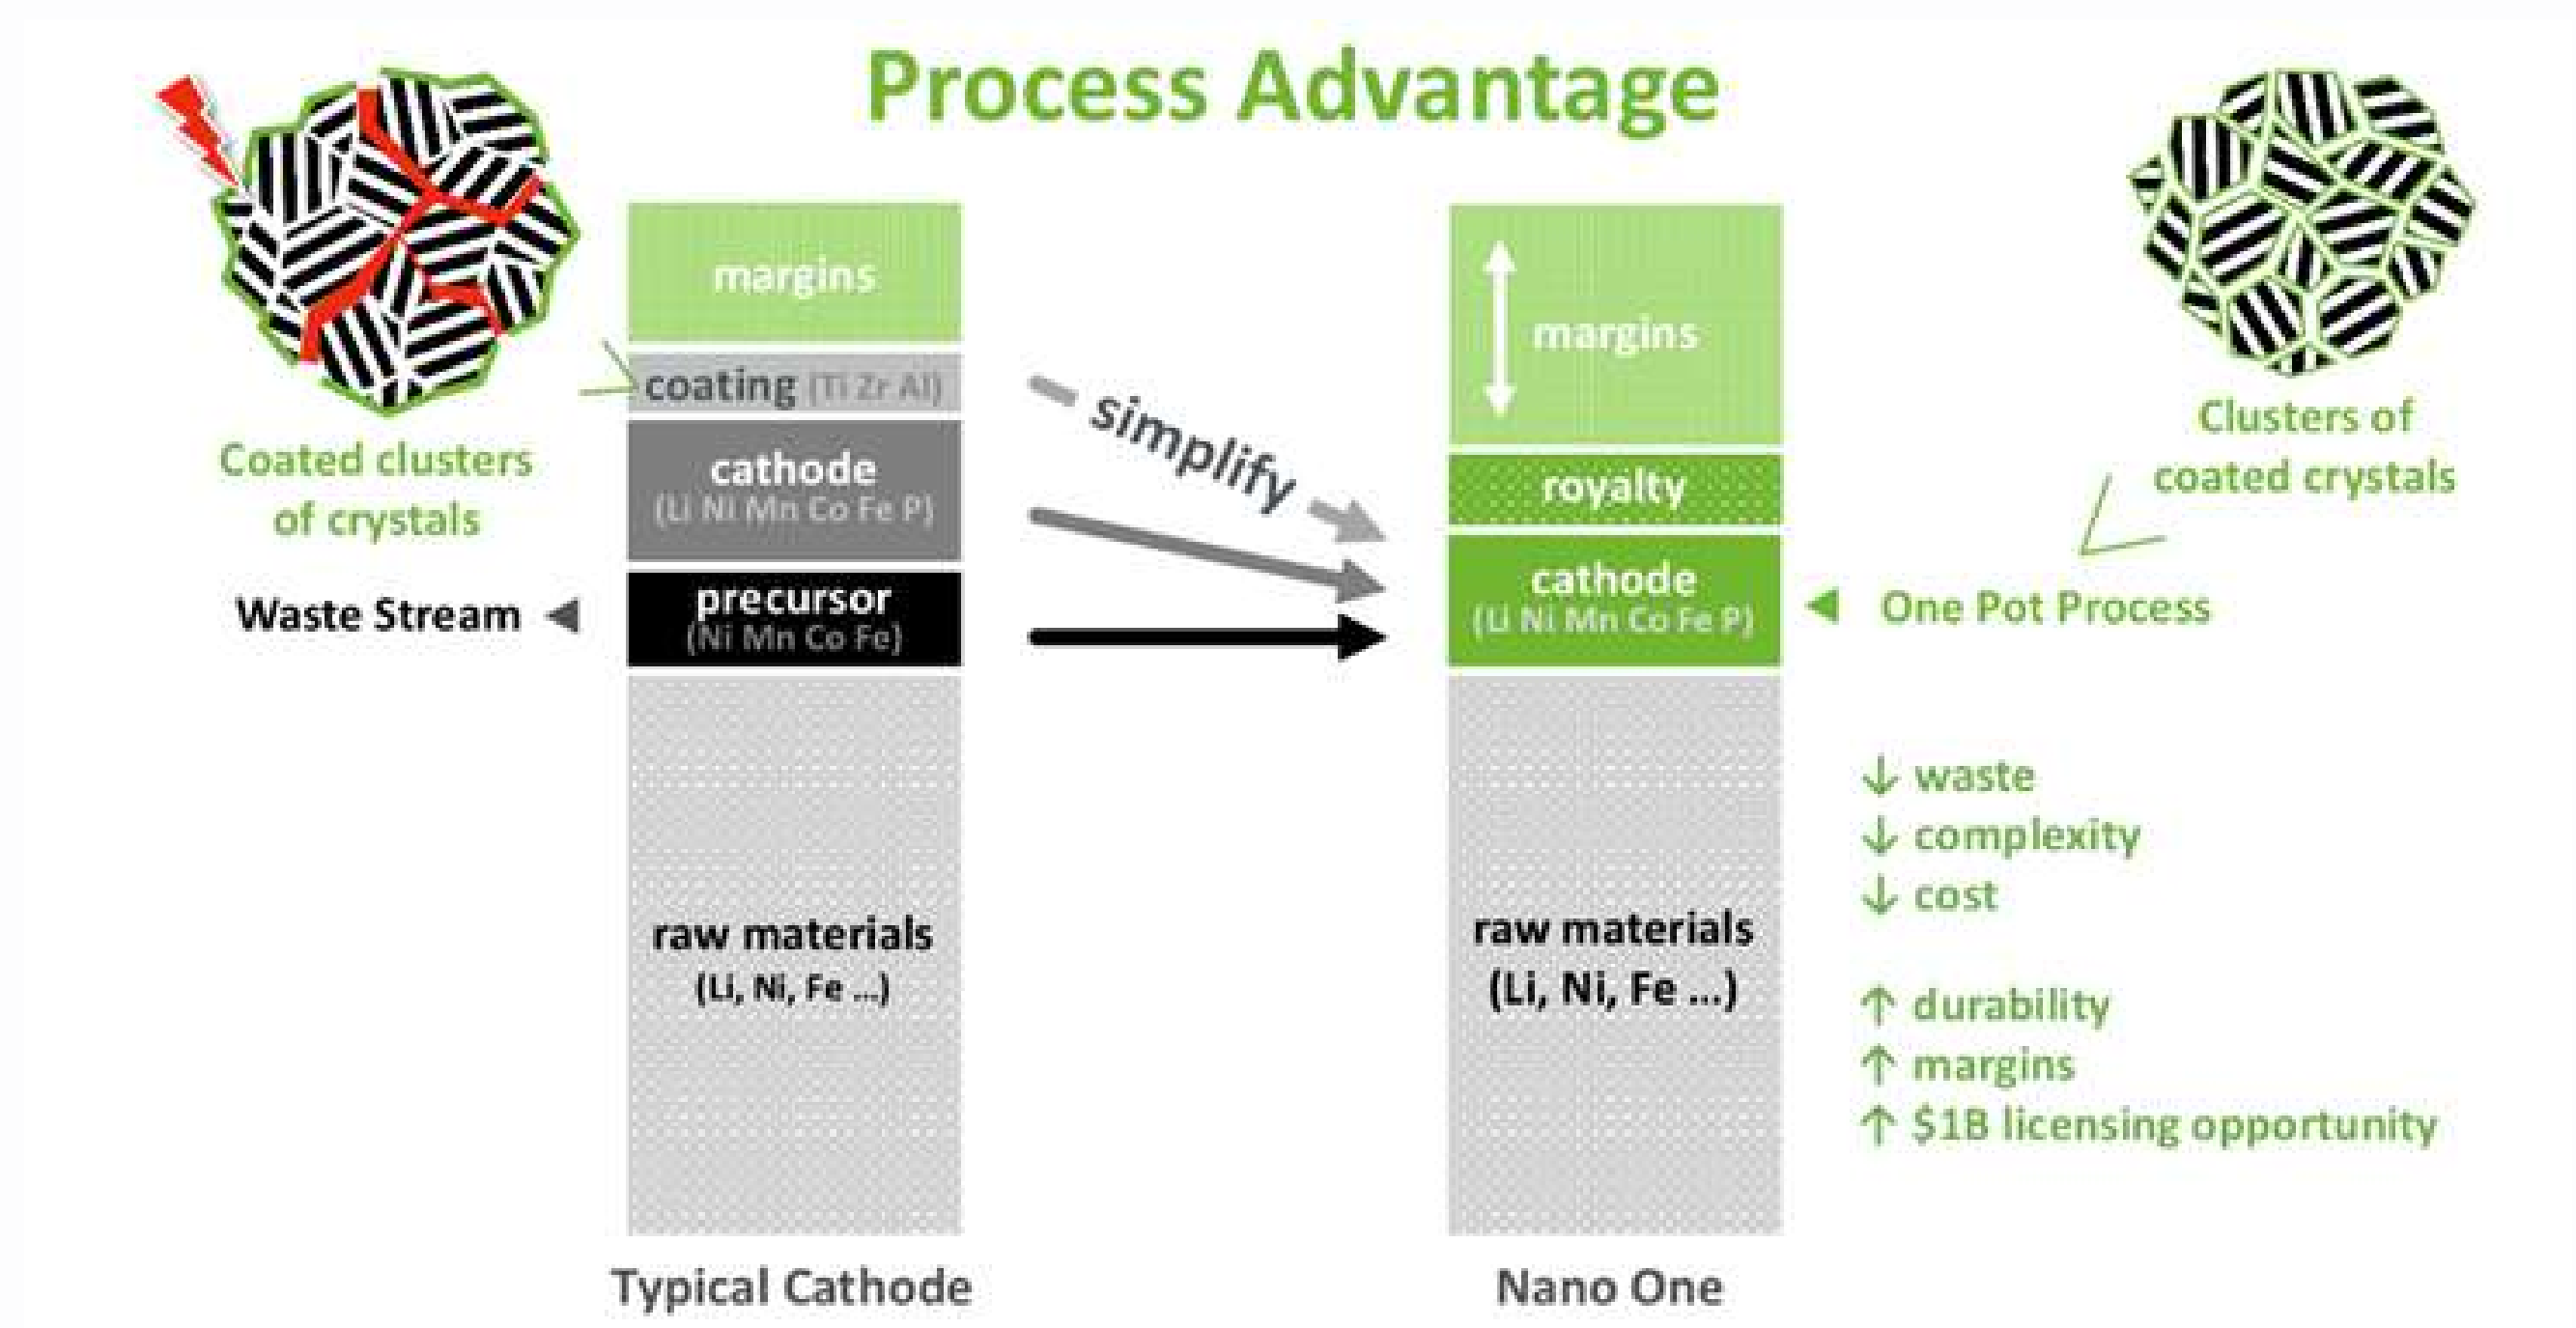 Process Advantage
Coated clusters
of crystals
Waste Stream
margins
coating (Ti Zr Al)
cathode
(Li Ni Mn Co Fe P)
precursor
(Ni Mn Co Fe)
raw materials
(Li, Ni, Fe ...)
Typical Cathode
simplify
margins
royalty
cathode
(Li Ni Mn Co Fe P)
raw materials
(Li, Ni, Fe ...)
Nano One
Clusters of
coated crystals
One Pot Process
↓ waste
↓ complexity
↓ cost
↑ durability
↑ margins
↑ $1B licensing opportunity